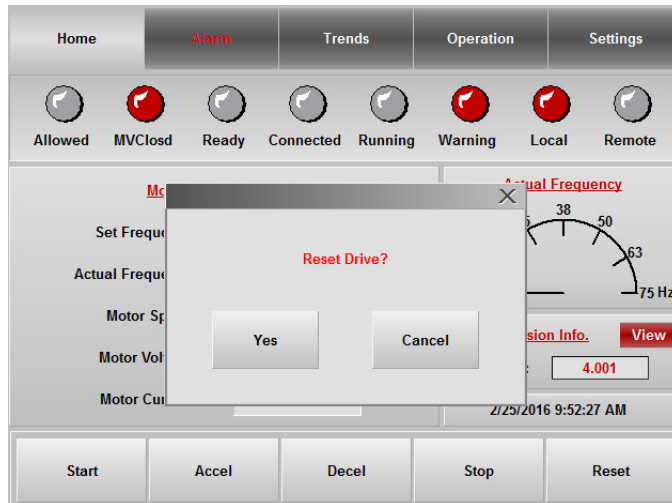 Home Alarm Trends Operation Settings
Allowed MVClosd Ready Connected Running Warning Local Remote
Actual Frequency
Set Freque
38
50
63
75 Hz
Actual Freque
Reset Drive?
Motor Sp
Yes Cancel
sion Info. View
Motor Vol
4.001
Motor Cur
2/25/2016 9:52:27 AM
Start Accel Decel Stop Reset